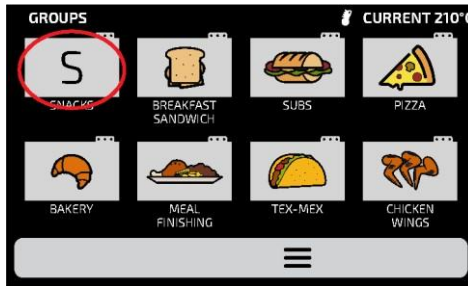 GROUPS CURRENT 210°C
S
SNACKS BREAKFAST SANDWICH SUBS PIZZA
BAKERY MEAL FINISHING TEX-MEX CHICKEN WINGS